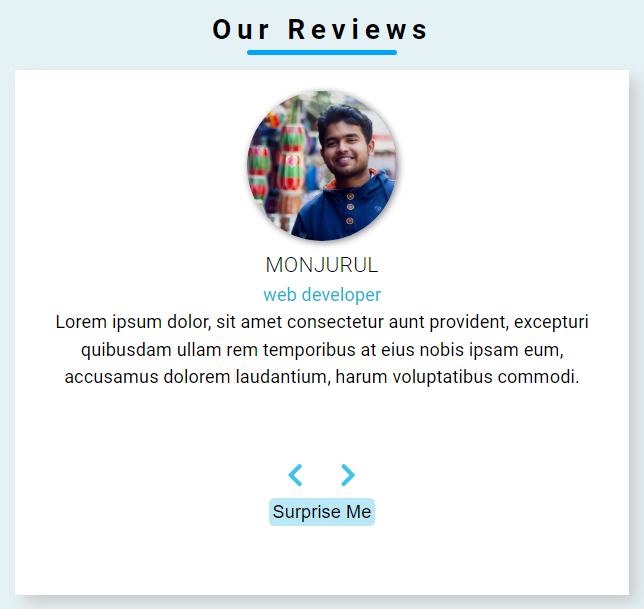 Our Reviews
MONJURUL
web developer
Lorem ipsum dolor, sit amet consectetur aunt provident, excepturi
quibusdam ullam rem temporibus at eius nobis ipsam eum,
accusamus dolorem laudantium, harum voluptatibus commodi.
Surprise Me